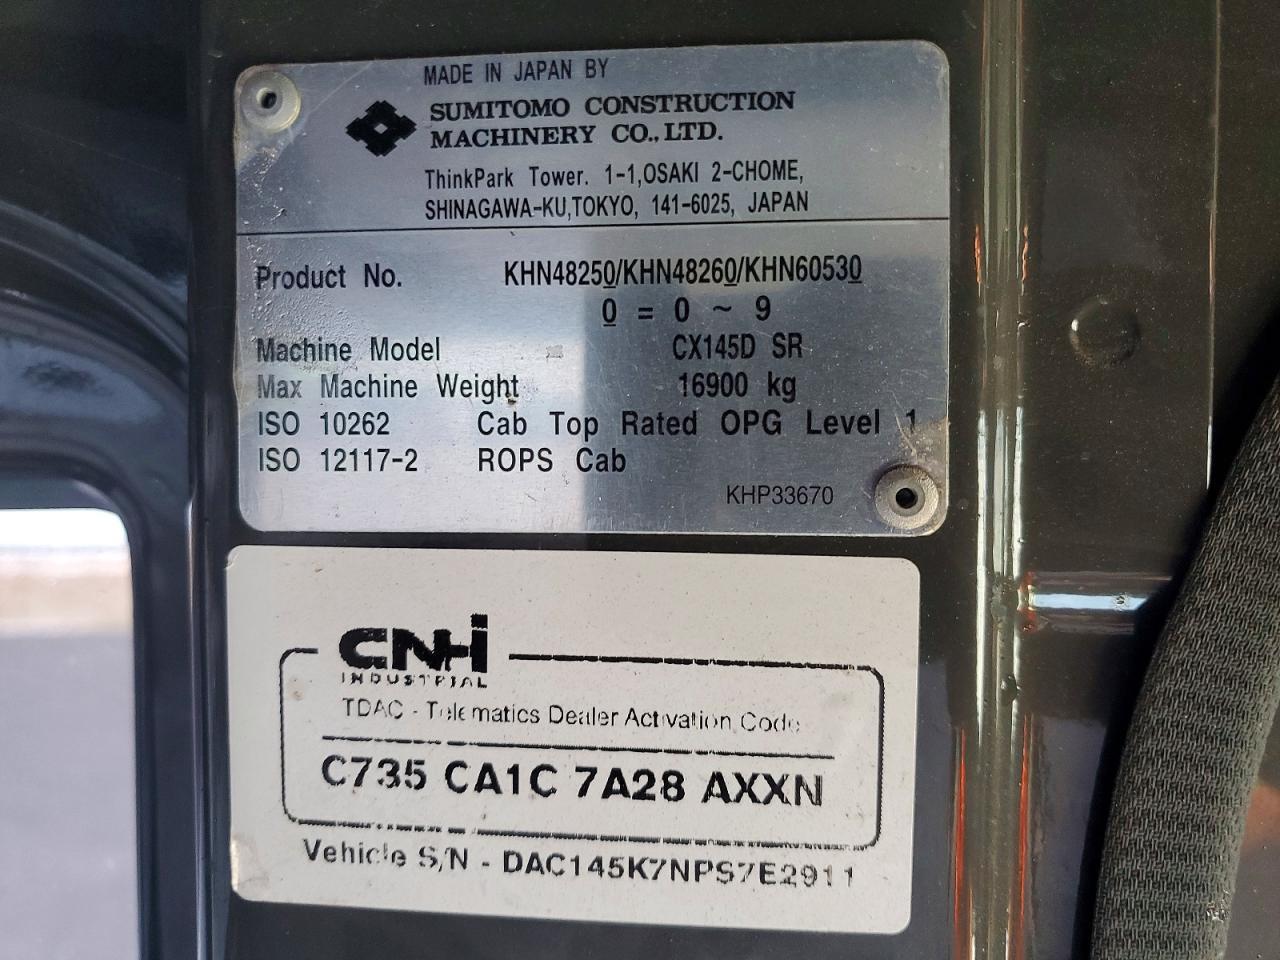 MADE IN JAPAN BY
SUMITOMO CONSTRUCTION
MACHINERY CO.,LTD.
ThinkPark Tower. 1-1,OSAKI 2-CHOME,
SHINAGAWA-KU,TOKYO, 141-6025, JAPAN
Product No. KHN48250/KHN48260/KHN60530
0 = 0 ~ 9
Machine Model CX145D SR
Max Machine Weight 16900 kg
ISO 10262 Cab Top Rated OPG Level 1
ISO 12117-2 ROPS Cab
KHP33670
CNH
INDUSTRIAL
TDAC - Telematics Dealer Activation Code
C735 CA1C 7A28 AXXN
Vehicle S/N - DAC145K7NPS7E2911